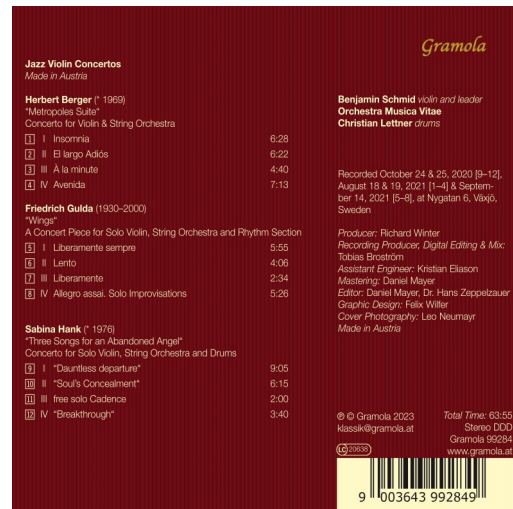 Gramola
Jazz Violin Concertos
Made in Austria
Herbert Berger (* 1969)
"Metropoles Suite"
Concerto for Violin & String Orchestra
1 I Insomnia 6:28
2 II El largo Adiós 6:22
3 III À la minute 4:40
4 IV Avenida 7:13
Friedrich Gulda (1930–2000)
"Wings"
A Concert Piece for Solo Violin, String Orchestra and Rhythm Section
5 I Liberamente sempre 5:55
6 II Lento 4:06
7 III Liberamente 2:34
8 IV Allegro assai. Solo Improvisations 5:26
Sabina Hank (* 1976)
"Three Songs for an Abandoned Angel"
Concerto for Solo Violin, String Orchestra and Drums
9 I "Dauntless departure" 9:05
10 II "Soul's Concealment" 6:15
11 III free solo Cadence 2:00
12 IV "Breakthrough" 3:40
Benjamin Schmid violin and leader
Orchestra Musica Vitae
Christian Lettner drums
Recorded October 24 & 25, 2020 [9–12],
August 18 & 19, 2021 [1–4] & Septem-
ber 14, 2021 [5–8], at Nygatan 6, Växjö,
Sweden
Producer: Richard Winter
Recording Producer, Digital Editing & Mix:
Tobias Broström
Assistant Engineer: Kristian Eliason
Mastering: Daniel Mayer
Editor: Daniel Mayer, Dr. Hans Zeppelzauer
Graphic Design: Felix Wilfer
Cover Photography: Leo Neumayr
Made in Austria
℗ © Gramola 2023
klassik@gramola.at
LC 20638
Total Time: 63:55
Stereo DDD
Gramola 99284
www.gramola.at
9 003643 992849